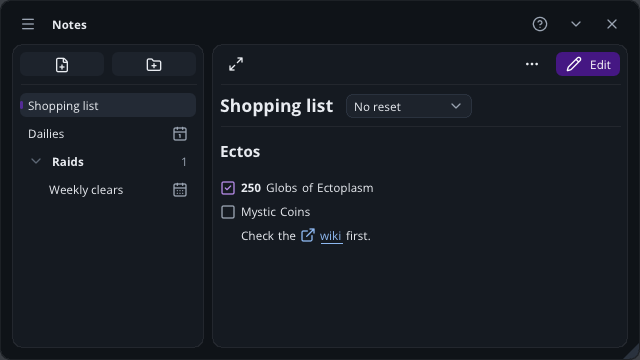 Notes
Edit
Shopping list
Dailies
Raids 1
Weekly clears
Shopping list No reset
Ectos
250 Globs of Ectoplasm
Mystic Coins
Check the wiki first.